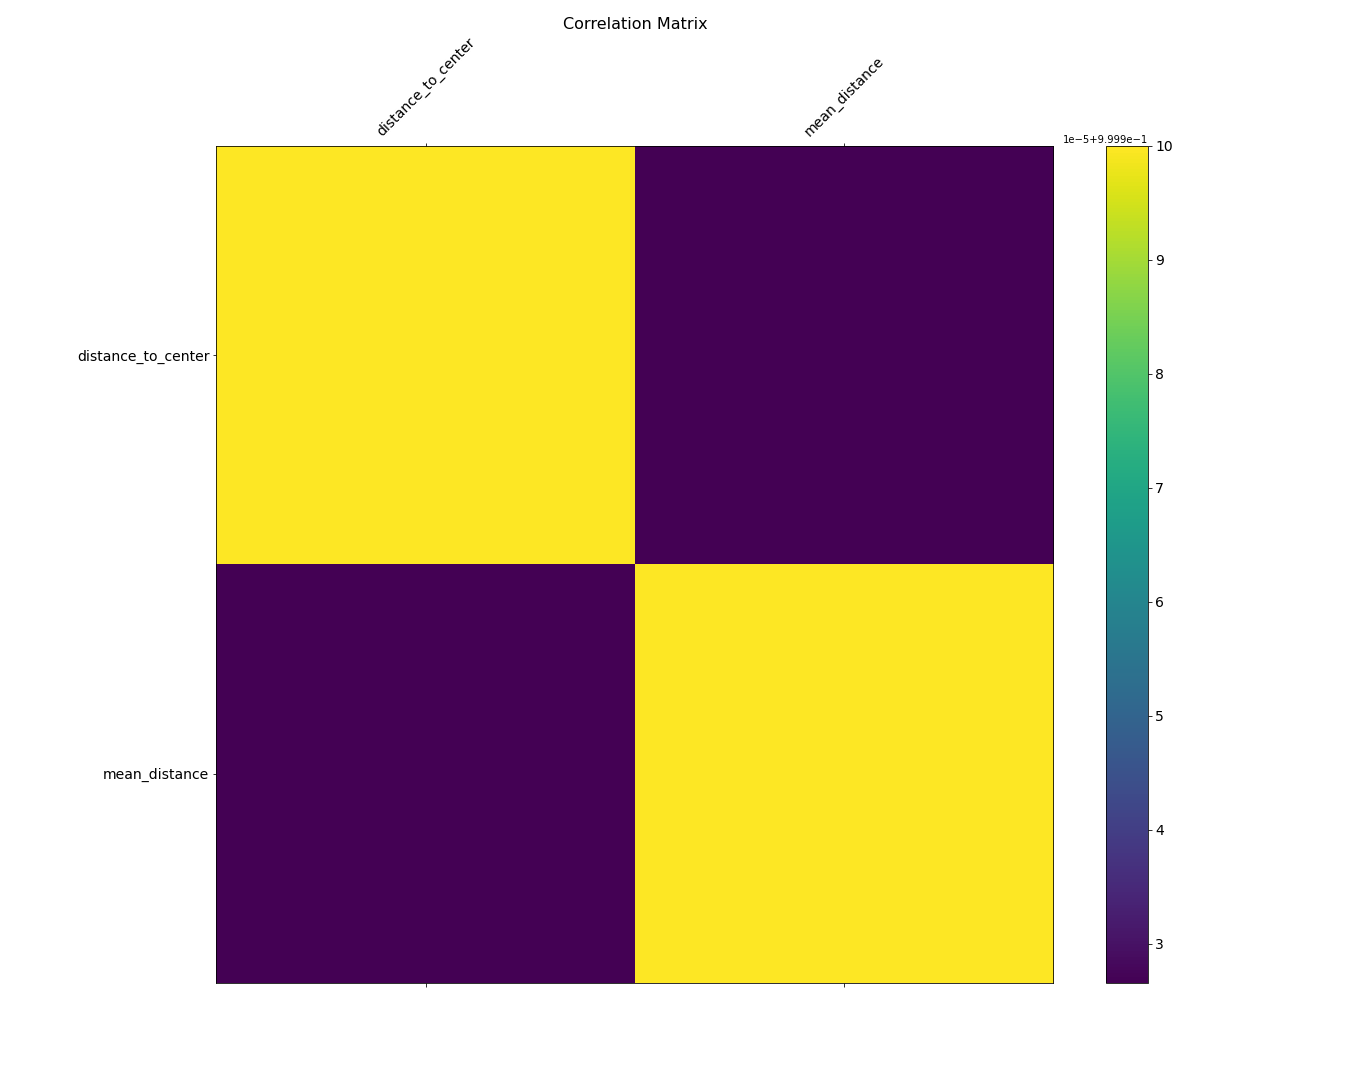 Correlation Matrix
distance_to_center
mean_distance
1e−5+9.999e−1
10
9
8
7
6
5
4
3
distance_to_center
mean_distance